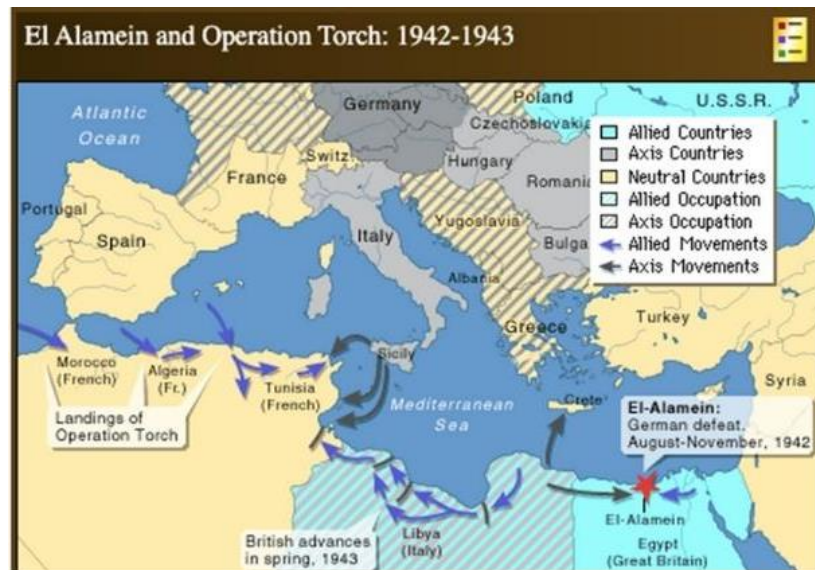 El Alamein and Operation Torch: 1942-1943
Atlantic
Ocean
Germany
Poland
U.S.S.R.
Czechoslovakia
Allied Countries
Axis Countries
Neutral Countries
Allied Occupation
Axis Occupation
Allied Movements
Axis Movements
Switz.
Hungary
France
Romania
Portugal
Spain
Italy
Yugoslavia
Bulga
Albania
Greece
Turkey
Sicily
Morocco
(French)
Algeria
(Fr.)
Tunisia
(French)
Syria
Landings of
Operation Torch
Mediterranean
Sea
Crete
El-Alamein:
German defeat.
August-November, 1942
British advances
in spring, 1943
Libya
(Italy)
El-Alamein
Egypt
(Great Britain)